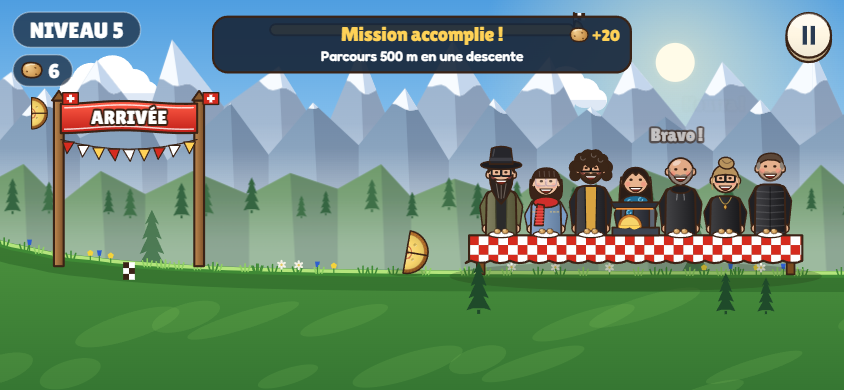 NIVEAU 5
6
Mission accomplie !
+20
Parcours 500 m en une descente
ARRIVÉE
Bravo !